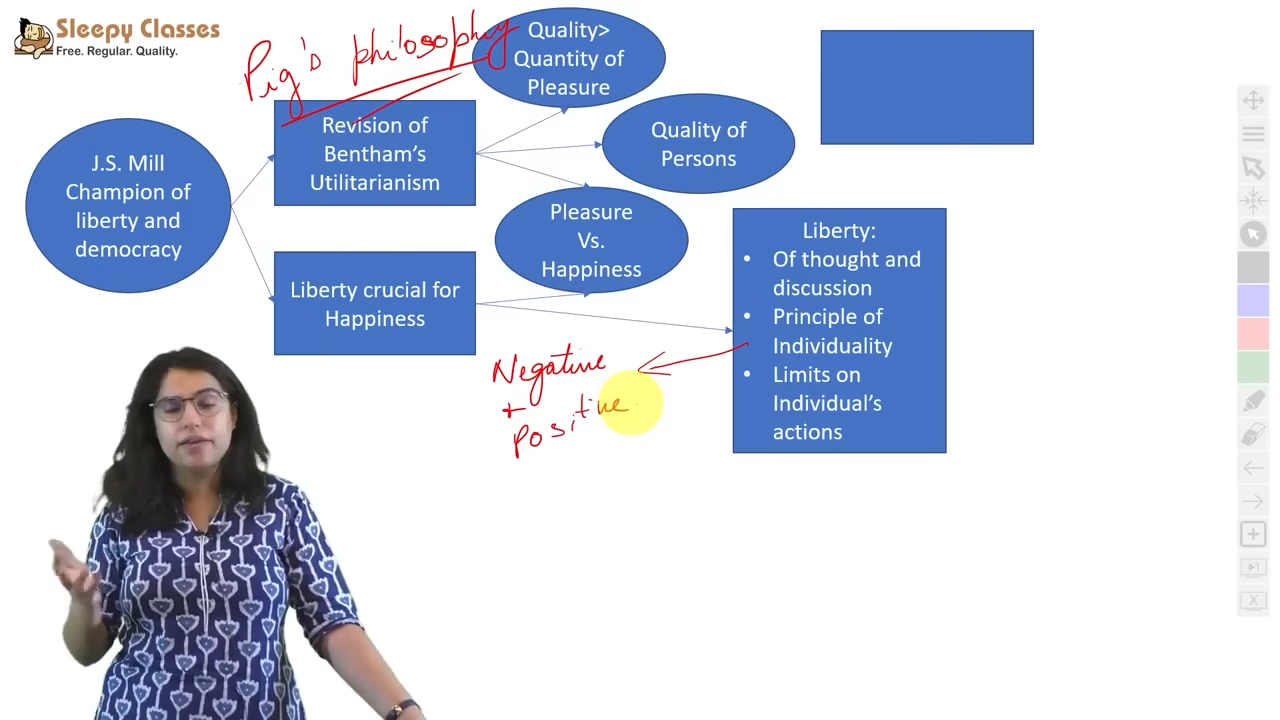 Sleepy Classes
Free. Regular. Quality.
Pig's philosophy
Quality>
Quantity of
Pleasure
Revision of
Bentham's
Utilitarianism
Quality of
Persons
J.S. Mill
Champion of
liberty and
democracy
Pleasure
Vs.
Happiness
Liberty crucial for
Happiness
Liberty:
• Of thought and
discussion
• Principle of
Individuality
• Limits on
Individual's
actions
Negative
+
Positive